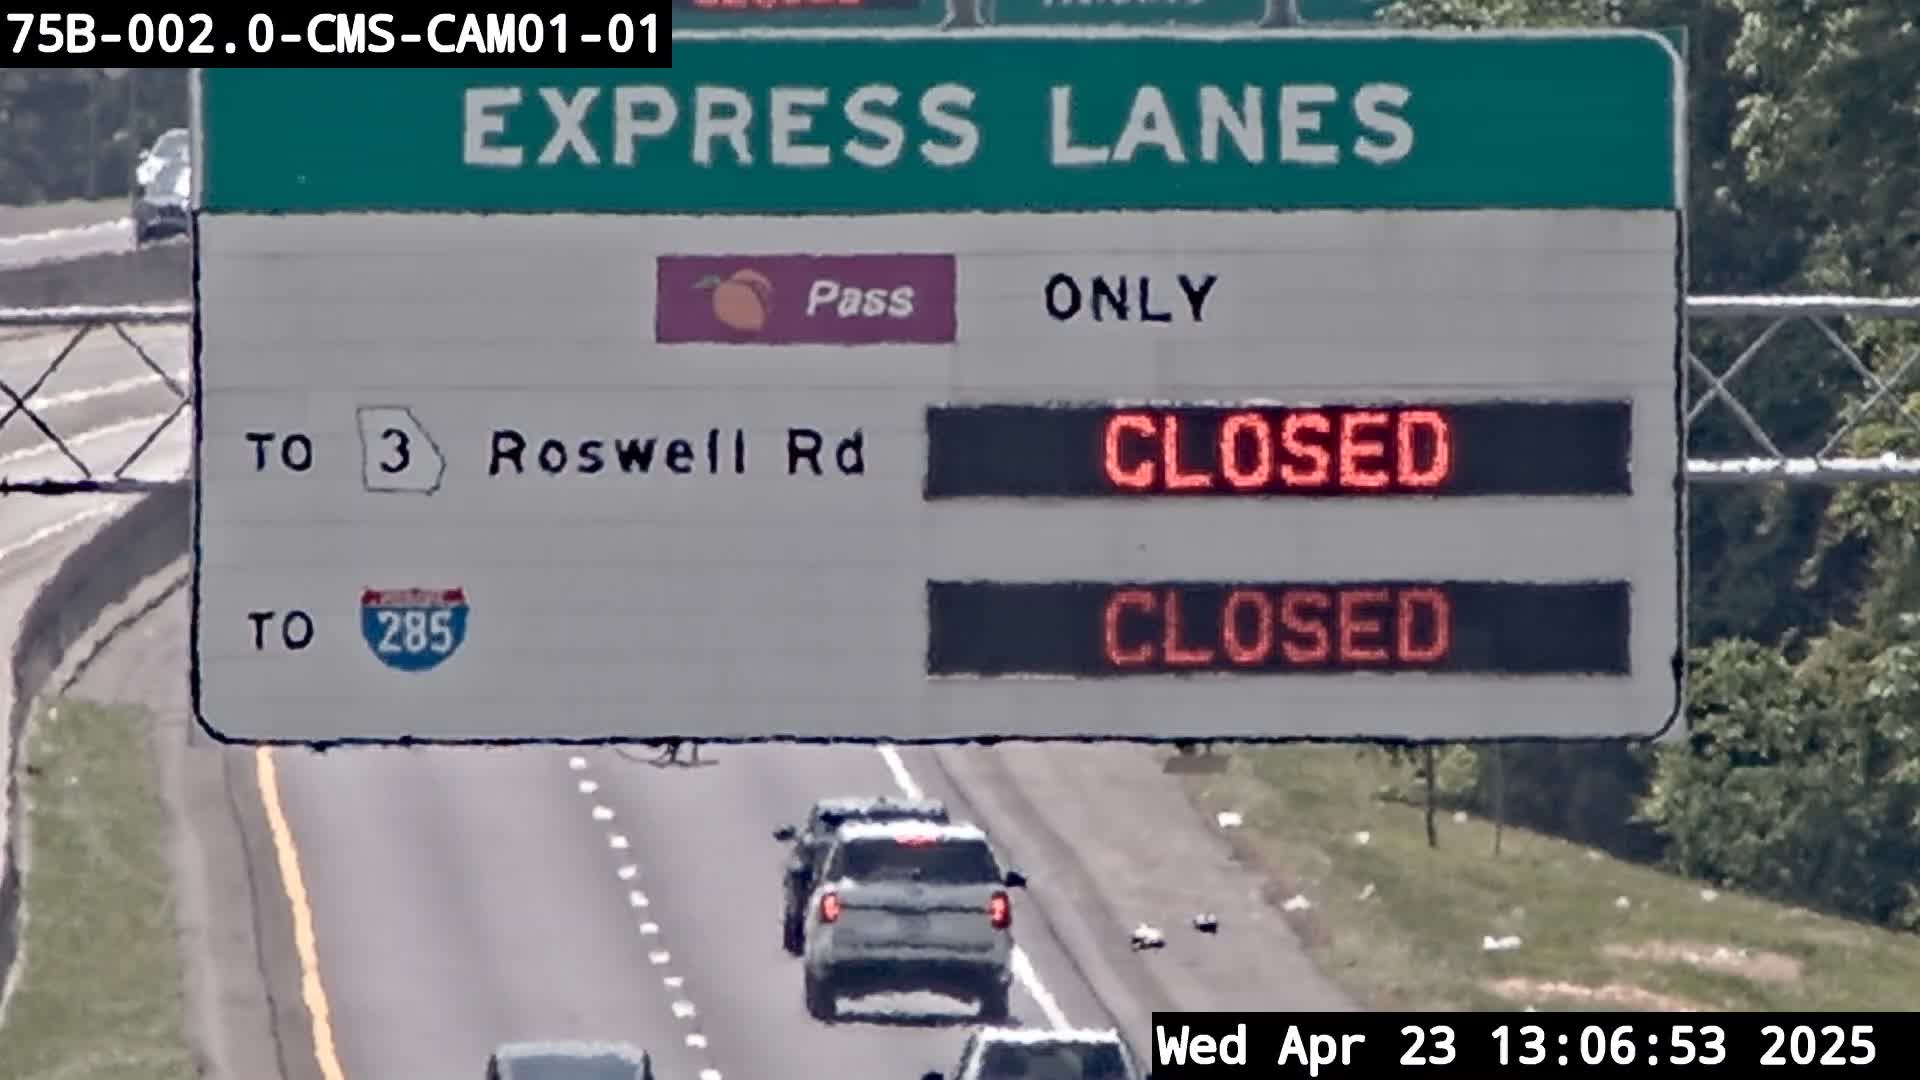 75B-002.0-CMS-CAM01-01
EXPRESS LANES
Pass ONLY
TO 3 Roswell Rd CLOSED
TO 285 CLOSED
Wed Apr 23 13:06:53 2025